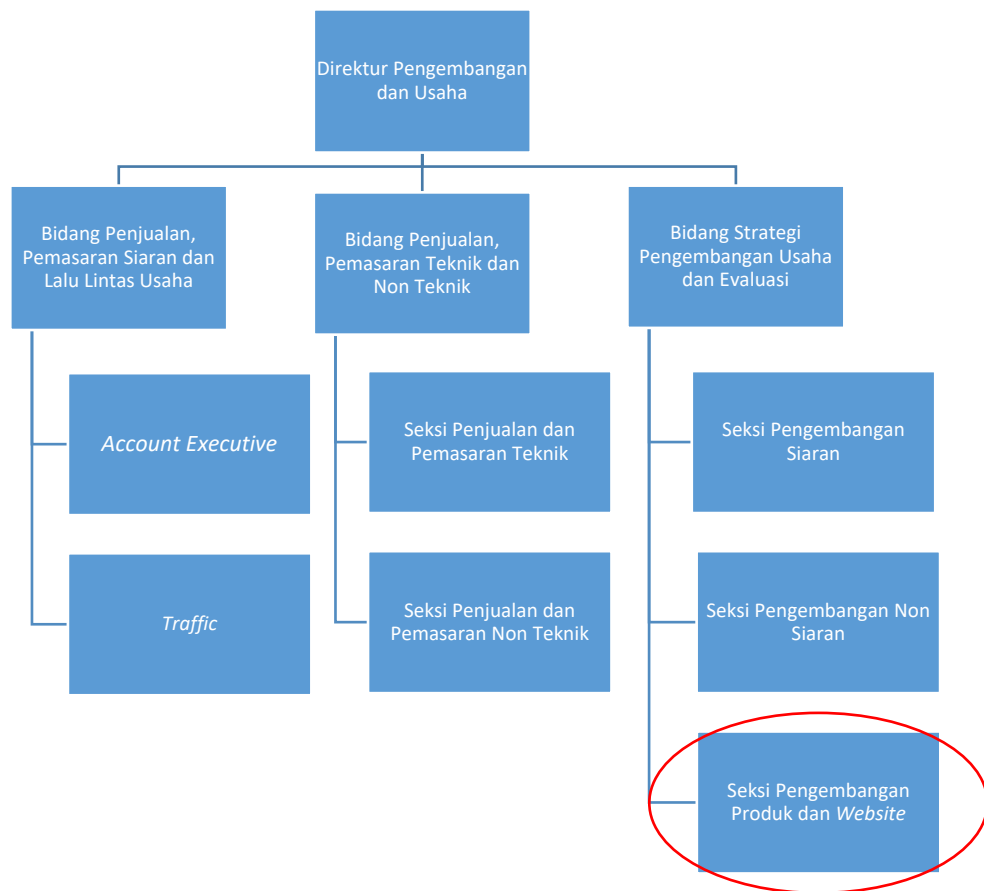 Direktur Pengembangan
dan Usaha
Bidang Penjualan,
Pemasaran Siaran dan
Lalu Lintas Usaha
Bidang Penjualan,
Pemasaran Teknik dan
Non Teknik
Bidang Strategi
Pengembangan Usaha
dan Evaluasi
Account Executive
Seksi Penjualan dan
Pemasaran Teknik
Seksi Pengembangan
Siaran
Traffic
Seksi Penjualan dan
Pemasaran Non Teknik
Seksi Pengembangan Non
Siaran
Seksi Pengembangan
Produk dan Website